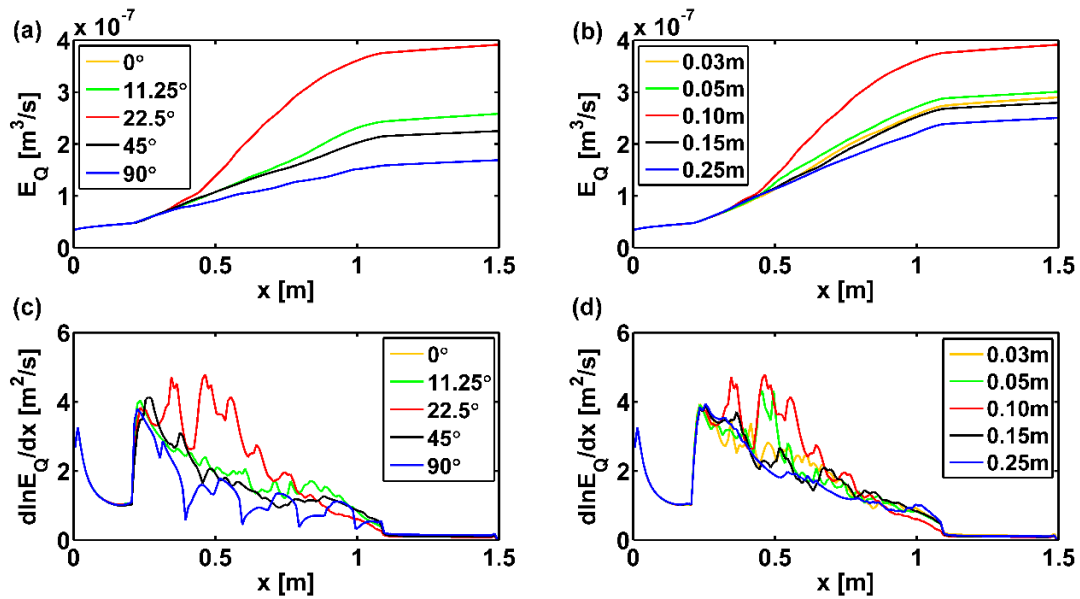 (a)
x 10⁻⁷
E_Q [m³/s]
4
3
2
1
0
0°
11.25°
22.5°
45°
90°
0 0.5 1 1.5
x [m]
(b)
x 10⁻⁷
E_Q [m³/s]
4
3
2
1
0
0.03m
0.05m
0.10m
0.15m
0.25m
0 0.5 1 1.5
x [m]
(c)
dlnE_Q/dx [m²/s]
6
4
2
0
0°
11.25°
22.5°
45°
90°
0 0.5 1 1.5
x [m]
(d)
dlnE_Q/dx [m²/s]
6
4
2
0
0.03m
0.05m
0.10m
0.15m
0.25m
0 0.5 1 1.5
x [m]